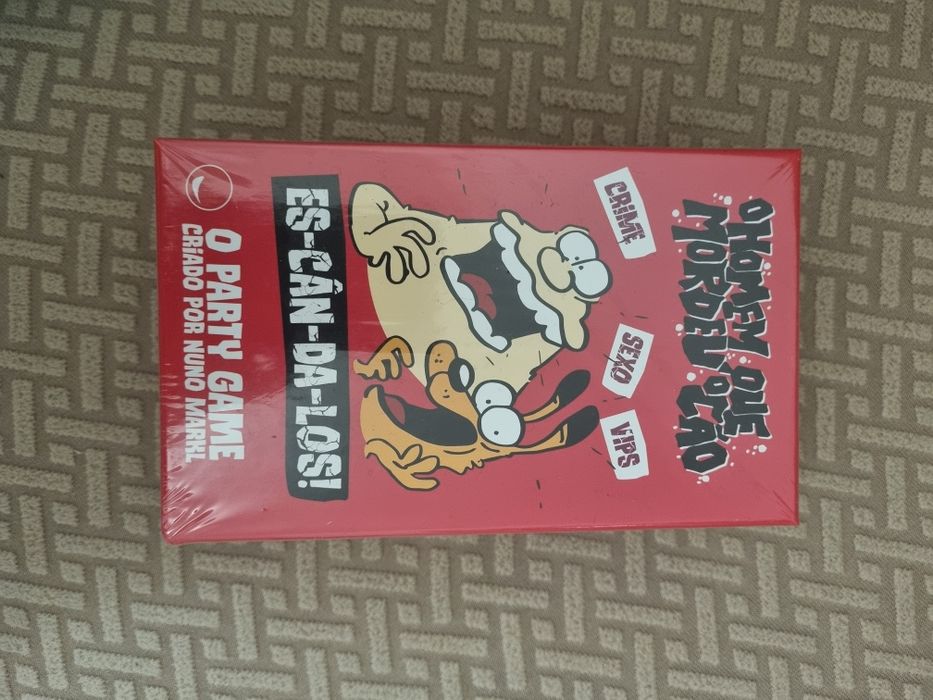 O HOMEM QUE
MORDEU O CÃO
CRIME
SEXO
VIPS
ES-CÂN-DA-LOS!
O PARTY GAME
CRIADO POR NUNO MARKL